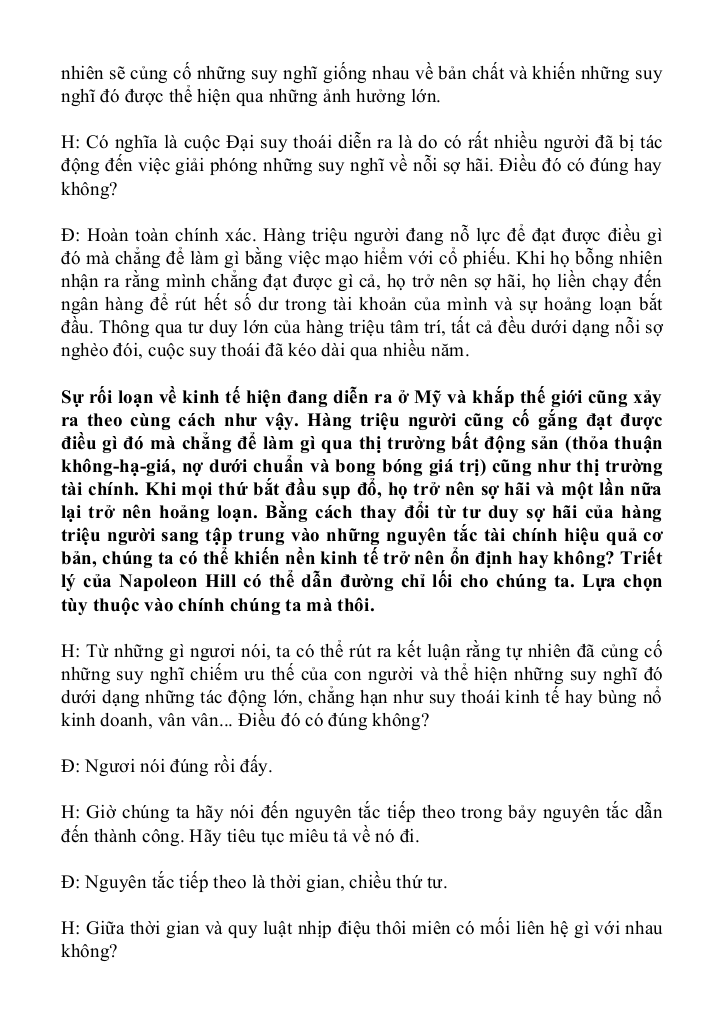 nhiên sẽ củng cố những suy nghĩ giống nhau về bản chất và khiến những suy
nghĩ đó được thể hiện qua những ảnh hưởng lớn.
H: Có nghĩa là cuộc Đại suy thoái diễn ra là do có rất nhiều người đã bị tác
động đến việc giải phóng những suy nghĩ về nỗi sợ hãi. Điều đó có đúng hay
không?
Đ: Hoàn toàn chính xác. Hàng triệu người đang nỗ lực để đạt được điều gì
đó mà chẳng để làm gì bằng việc mạo hiểm với cổ phiếu. Khi họ bỗng nhiên
nhận ra rằng mình chẳng đạt được gì cả, họ trở nên sợ hãi, họ liền chạy đến
ngân hàng để rút hết số dư trong tài khoản của mình và sự hoảng loạn bắt
đầu. Thông qua tư duy lớn của hàng triệu tâm trí, tất cả đều dưới dạng nỗi sợ
nghèo đói, cuộc suy thoái đã kéo dài qua nhiều năm.
Sự rối loạn về kinh tế hiện đang diễn ra ở Mỹ và khắp thế giới cũng xảy
ra theo cùng cách như vậy. Hàng triệu người cũng cố gắng đạt được
điều gì đó mà chẳng để làm gì qua thị trường bất động sản (thỏa thuận
không-hạ-giá, nợ dưới chuẩn và bong bóng giá trị) cũng như thị trường
tài chính. Khi mọi thứ bắt đầu sụp đổ, họ trở nên sợ hãi và một lần nữa
lại trở nên hoảng loạn. Bằng cách thay đổi từ tư duy sợ hãi của hàng
triệu người sang tập trung vào những nguyên tắc tài chính hiệu quả cơ
bản, chúng ta có thể khiến nền kinh tế trở nên ổn định hay không? Triết
lý của Napoleon Hill có thể dẫn đường chỉ lối cho chúng ta. Lựa chọn
tùy thuộc vào chính chúng ta mà thôi.
H: Từ những gì ngươi nói, ta có thể rút ra kết luận rằng tự nhiên đã củng cố
những suy nghĩ chiếm ưu thế của con người và thể hiện những suy nghĩ đó
dưới dạng những tác động lớn, chẳng hạn như suy thoái kinh tế hay bùng nổ
kinh doanh, vân vân... Điều đó có đúng không?
Đ: Ngươi nói đúng rồi đấy.
H: Giờ chúng ta hãy nói đến nguyên tắc tiếp theo trong bảy nguyên tắc dẫn
đến thành công. Hãy tiêu tục miêu tả về nó đi.
Đ: Nguyên tắc tiếp theo là thời gian, chiều thứ tư.
H: Giữa thời gian và quy luật nhịp điệu thôi miên có mối liên hệ gì với nhau
không?